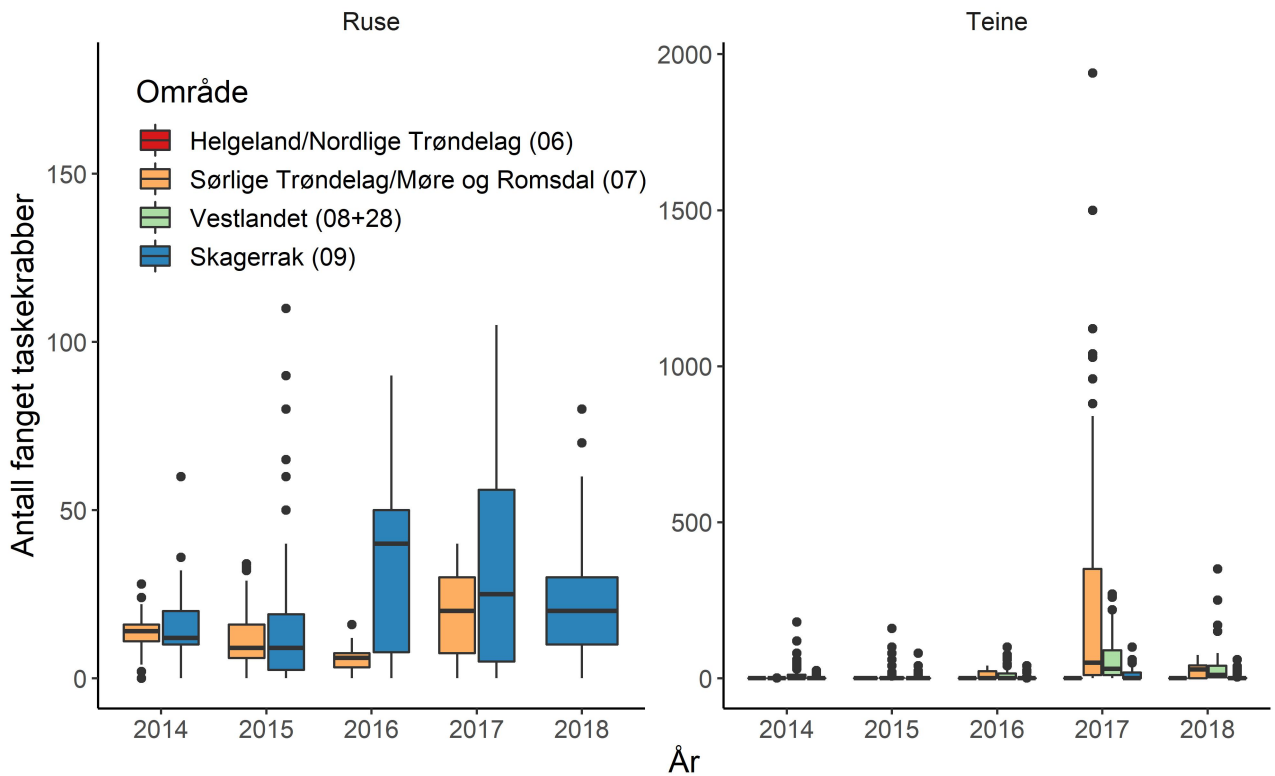 Ruse
Teine
Område
Helgeland/Nordlige Trøndelag (06)
Sørlige Trøndelag/Møre og Romsdal (07)
Vestlandet (08+28)
Skagerrak (09)
Antall fanget taskekrabber
150
100
50
0
2000
1500
1000
500
0
2014 2015 2016 2017 2018
2014 2015 2016 2017 2018
År